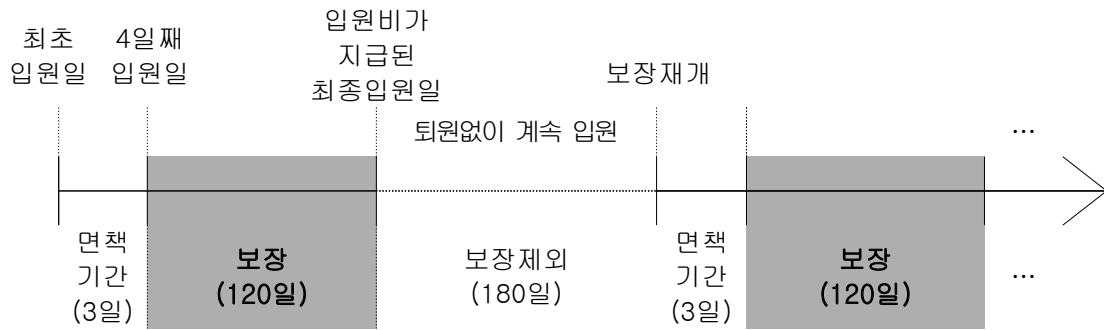 최초
입원일
4일째
입원일
입원비가
지급된
최종입원일
보장재개
퇴원없이 계속 입원
…
면책
기간
(3일)
보장
(120일)
보장제외
(180일)
면책
기간
(3일)
보장
(120일)
…